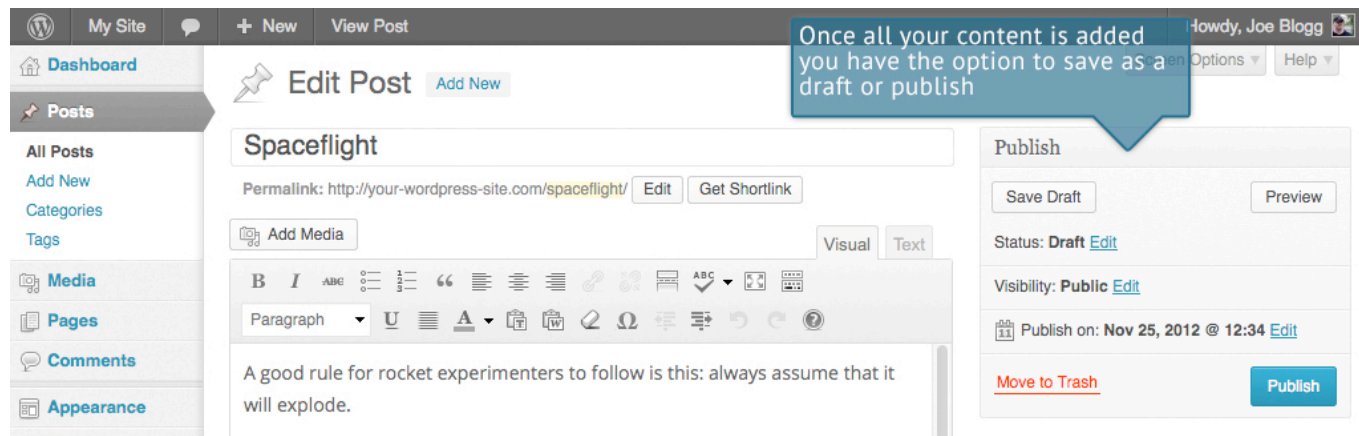 My Site + New View Post Howdy, Joe Blogg
Once all your content is added
you have the option to save as a
draft or publish
Options Help
Dashboard
Edit Post Add New
Posts
All Posts
Add New
Categories
Tags
Media
Pages
Comments
Appearance
Spaceflight
Permalink: http://your-wordpress-site.com/spaceflight/ Edit Get Shortlink
Add Media
Visual Text
B I ABC ABC
Paragraph U A T W Ω
A good rule for rocket experimenters to follow is this: always assume that it
will explode.
Publish
Save Draft Preview
Status: Draft Edit
Visibility: Public Edit
11 Publish on: Nov 25, 2012 @ 12:34 Edit
Move to Trash Publish